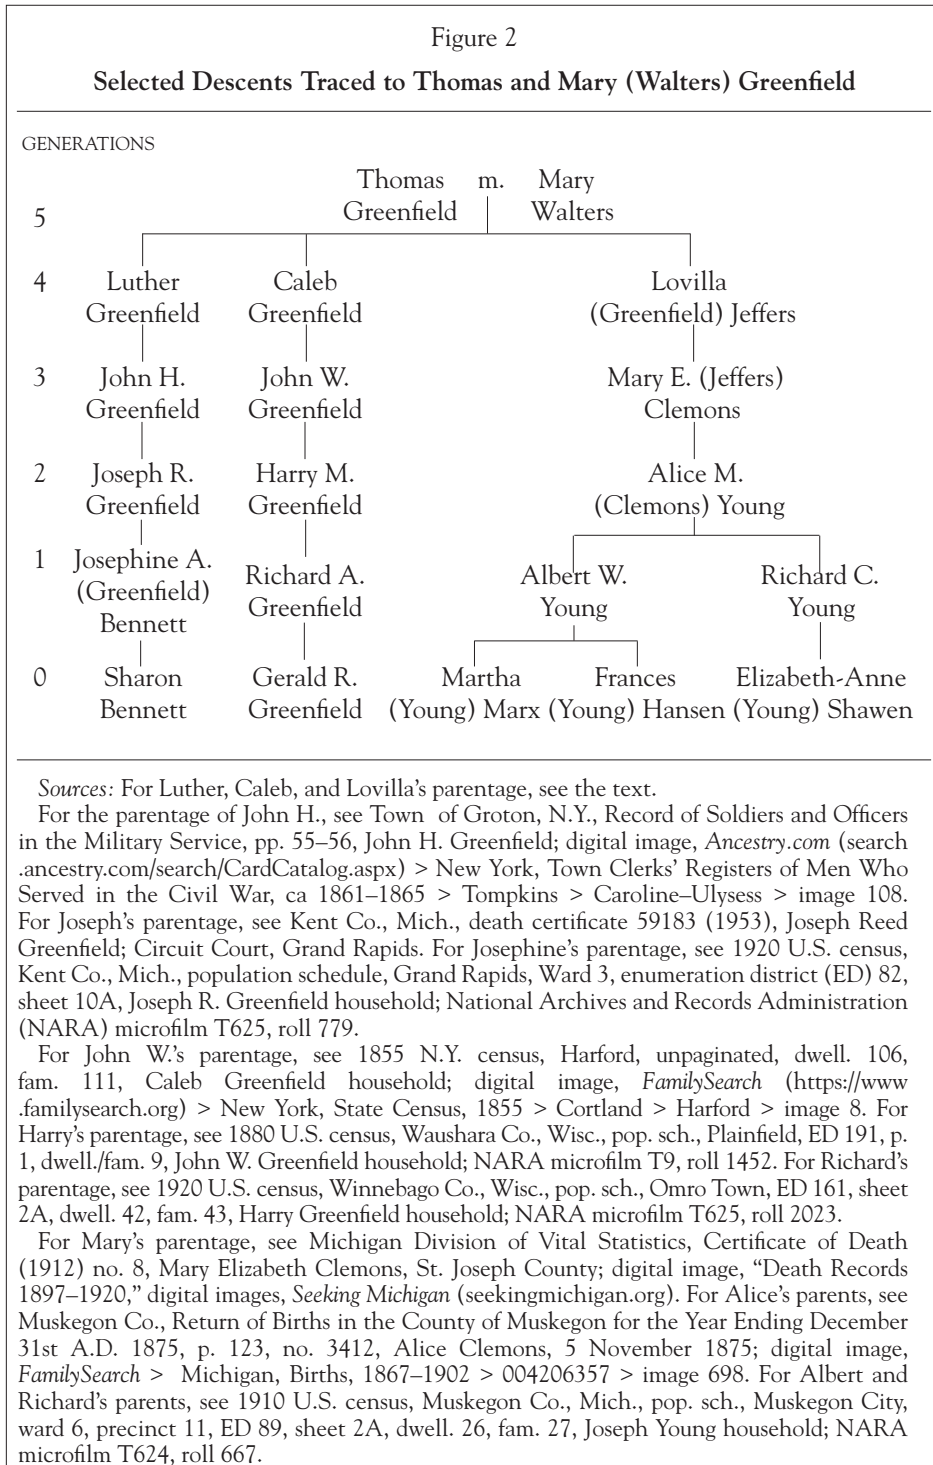 Figure 2
Selected Descents Traced to Thomas and Mary (Walters) Greenfield
GENERATIONS
Thomas m. Mary
Greenfield Walters
5
4 Luther Caleb Lovilla
Greenfield Greenfield (Greenfield) Jeffers
3 John H. John W. Mary E. (Jeffers)
Greenfield Greenfield Clemons
2 Joseph R. Harry M. Alice M.
Greenfield Greenfield (Clemons) Young
1 Josephine A. Richard A. Albert W. Richard C.
(Greenfield) Greenfield Young Young
Bennett
0 Sharon Gerald R. Martha Frances Elizabeth-Anne
Bennett Greenfield (Young) Marx (Young) Hansen (Young) Shawen
Sources: For Luther, Caleb, and Lovilla's parentage, see the text.
For the parentage of John H., see Town of Groton, N.Y., Record of Soldiers and Officers
in the Military Service, pp. 55–56, John H. Greenfield; digital image, Ancestry.com (search
.ancestry.com/search/CardCatalog.aspx) > New York, Town Clerks' Registers of Men Who
Served in the Civil War, ca 1861–1865 > Tompkins > Caroline–Ulysess > image 108.
For Joseph's parentage, see Kent Co., Mich., death certificate 59183 (1953), Joseph Reed
Greenfield; Circuit Court, Grand Rapids. For Josephine's parentage, see 1920 U.S. census,
Kent Co., Mich., population schedule, Grand Rapids, Ward 3, enumeration district (ED) 82,
sheet 10A, Joseph R. Greenfield household; National Archives and Records Administration
(NARA) microfilm T625, roll 779.
For John W.'s parentage, see 1855 N.Y. census, Harford, unpaginated, dwell. 106,
fam. 111, Caleb Greenfield household; digital image, FamilySearch (https://www
.familysearch.org) > New York, State Census, 1855 > Cortland > Harford > image 8. For
Harry's parentage, see 1880 U.S. census, Waushara Co., Wisc., pop. sch., Plainfield, ED 191, p.
1, dwell./fam. 9, John W. Greenfield household; NARA microfilm T9, roll 1452. For Richard's
parentage, see 1920 U.S. census, Winnebago Co., Wisc., pop. sch., Omro Town, ED 161, sheet
2A, dwell. 42, fam. 43, Harry Greenfield household; NARA microfilm T625, roll 2023.
For Mary's parentage, see Michigan Division of Vital Statistics, Certificate of Death
(1912) no. 8, Mary Elizabeth Clemons, St. Joseph County; digital image, "Death Records
1897–1920," digital images, Seeking Michigan (seekingmichigan.org). For Alice's parents, see
Muskegon Co., Return of Births in the County of Muskegon for the Year Ending December
31st A.D. 1875, p. 123, no. 3412, Alice Clemons, 5 November 1875; digital image,
FamilySearch > Michigan, Births, 1867–1902 > 004206357 > image 698. For Albert and
Richard's parents, see 1910 U.S. census, Muskegon Co., Mich., pop. sch., Muskegon City,
ward 6, precinct 11, ED 89, sheet 2A, dwell. 26, fam. 27, Joseph Young household; NARA
microfilm T624, roll 667.